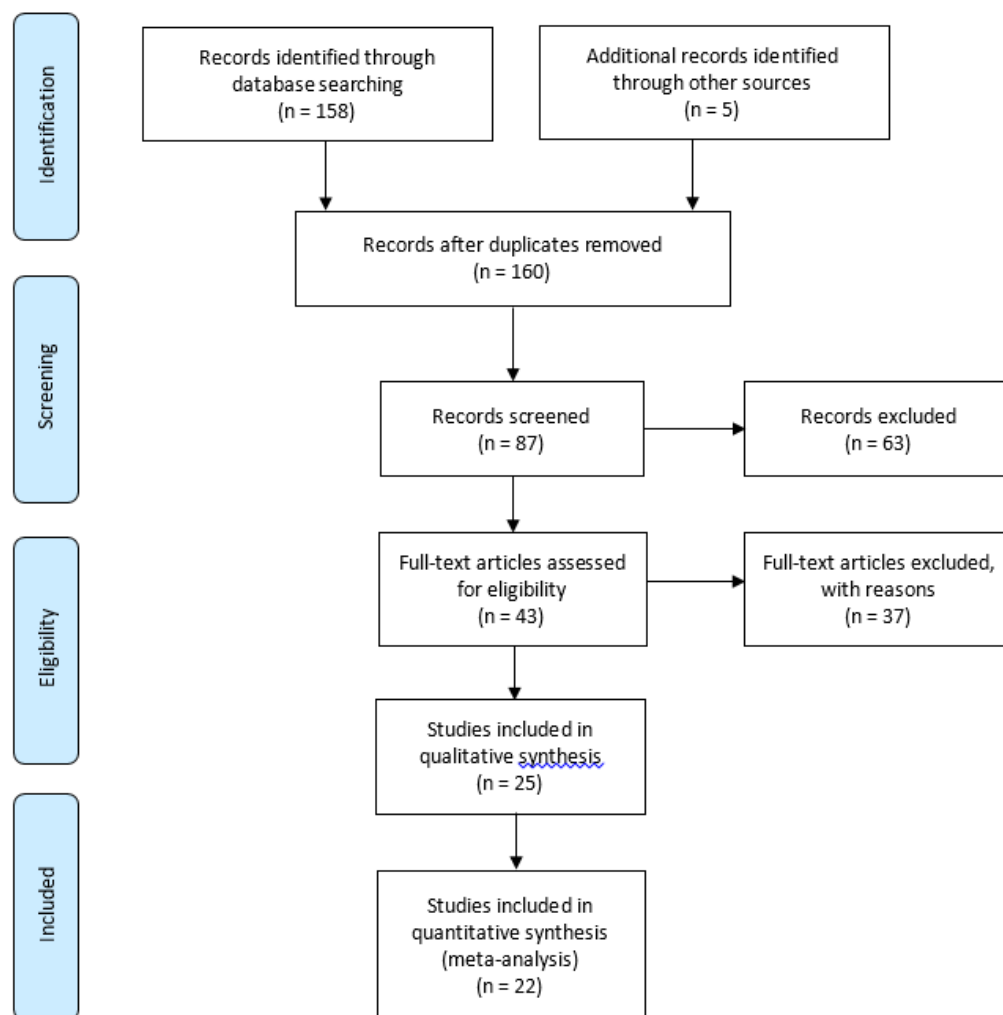 Identification
Records identified through
database searching
(n = 158)
Additional records identified
through other sources
(n = 5)
Records after duplicates removed
(n = 160)
Screening
Records screened
(n = 87)
Records excluded
(n = 63)
Eligibility
Full-text articles assessed
for eligibility
(n = 43)
Full-text articles excluded,
with reasons
(n = 37)
Studies included in
qualitative synthesis
(n = 25)
Included
Studies included in
quantitative synthesis
(meta-analysis)
(n = 22)